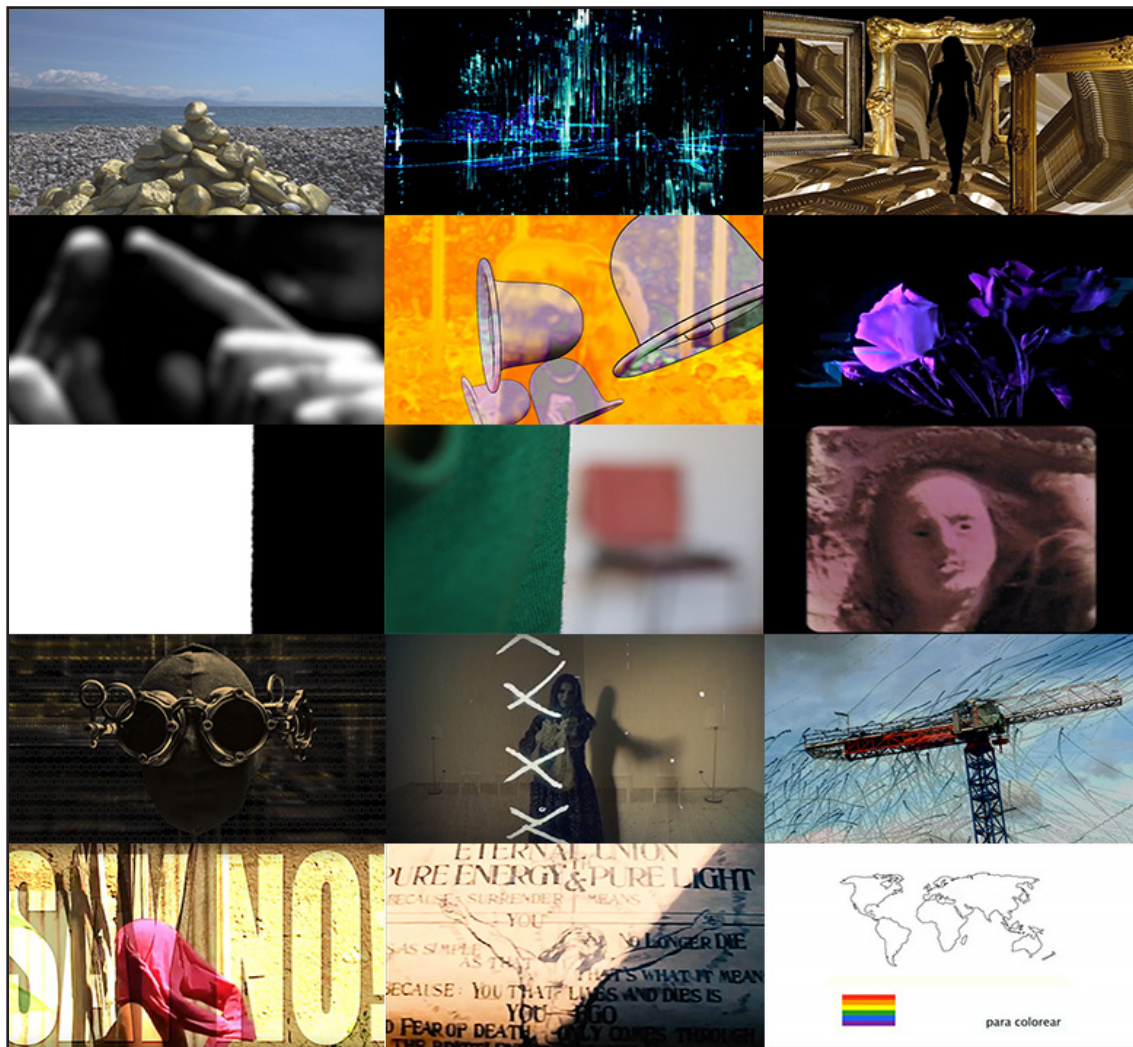 SAY NO!
ETERNAL UNION
PURE ENERGY & PURE LIGHT
BECAUSE: SURRENDER MEANS
YOU NO LONGER DIE
AS SIMPLE AS THAT THAT'S WHAT IT MEAN
BECAUSE: YOU THAT LIVES AND DIES IS
YOU EGO
FEAR OF DEATH ONLY COMES THROUGH
para colorear